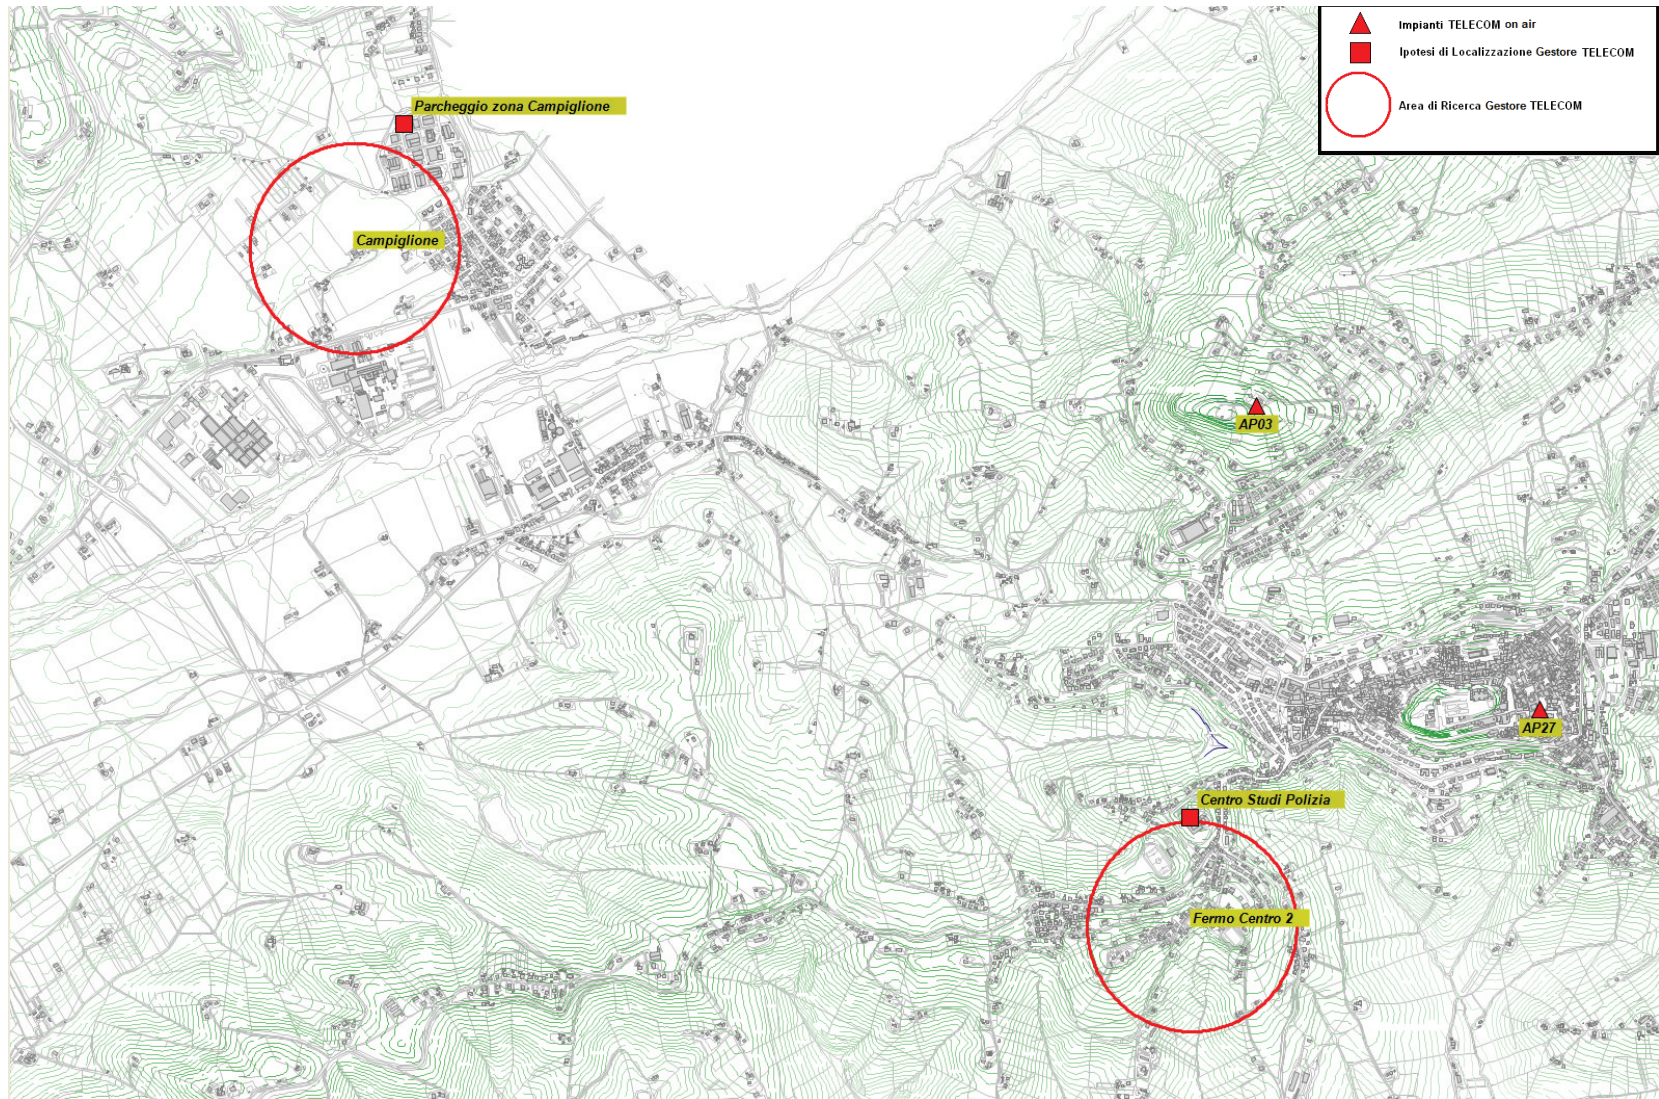 Impianti TELECOM on air
Ipotesi di Localizzazione Gestore TELECOM
Area di Ricerca Gestore TELECOM
Parcheggio zona Campiglione
Campiglione
AP03
AP27
Centro Studi Polizia
Fermo Centro 2